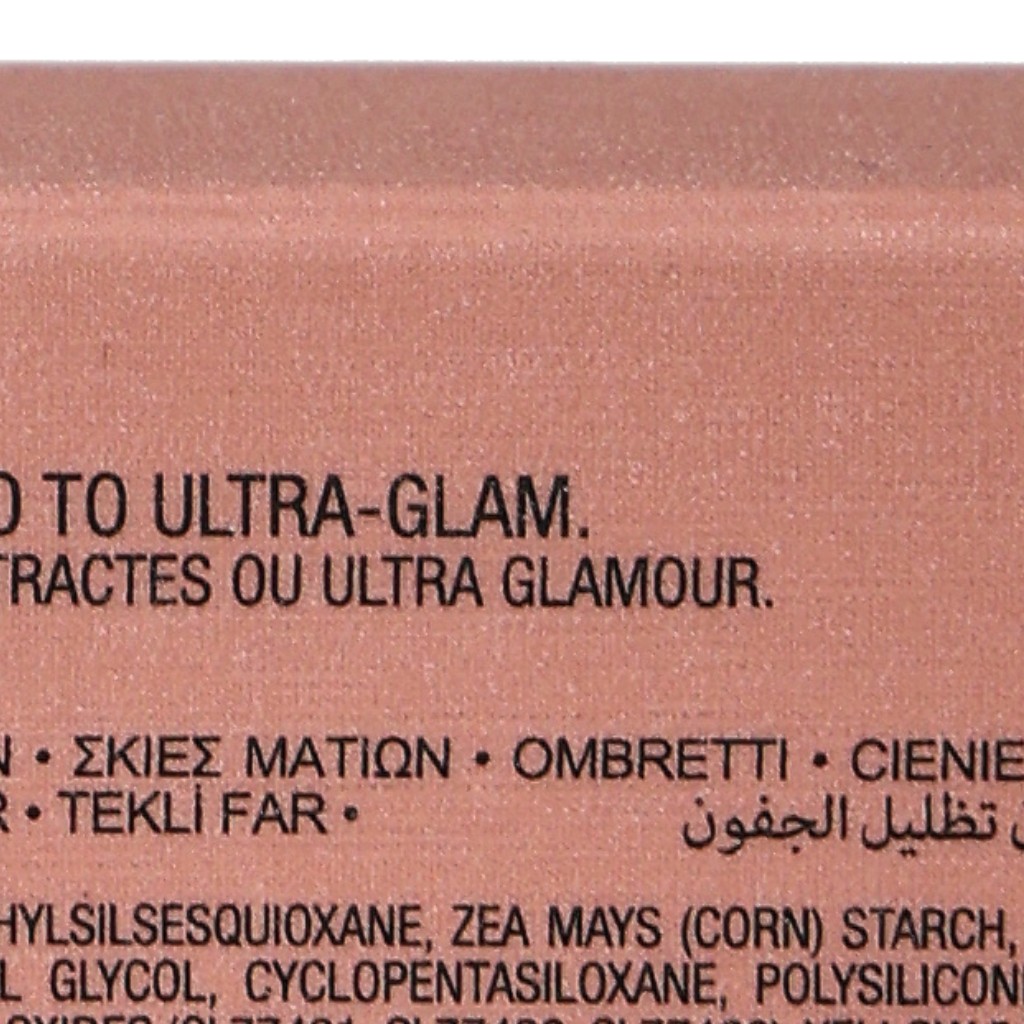 TO ULTRA-GLAM.
TRACTES OU ULTRA GLAMOUR.
• ΣΚΙΕΣ ΜΑΤΙΩΝ • OMBRETTI • CIENIE
• TEKLİ FAR • تظليل الجفون
HYLSILSESQUIOXANE, ZEA MAYS (CORN) STARCH,
GLYCOL, CYCLOPENTASILOXANE, POLYSILICON